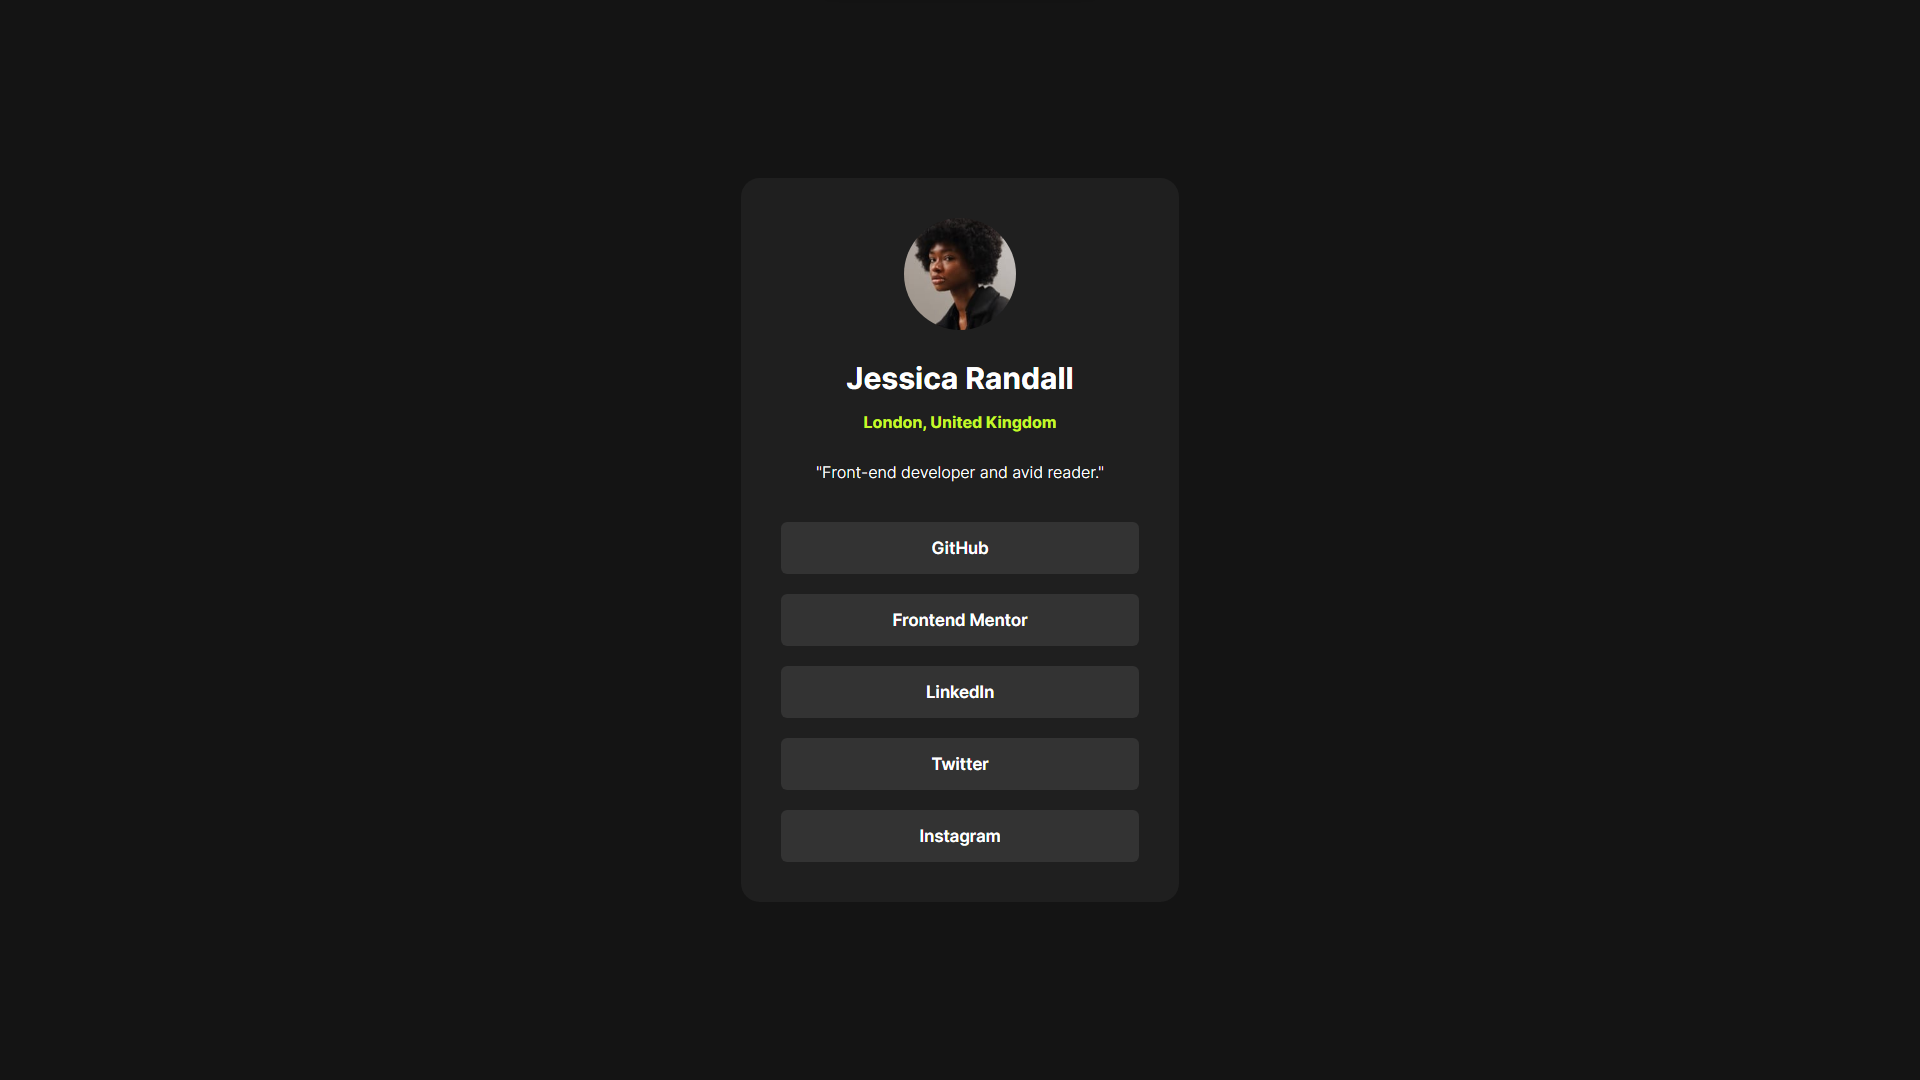 Jessica Randall
London, United Kingdom
"Front-end developer and avid reader."
GitHub
Frontend Mentor
LinkedIn
Twitter
Instagram